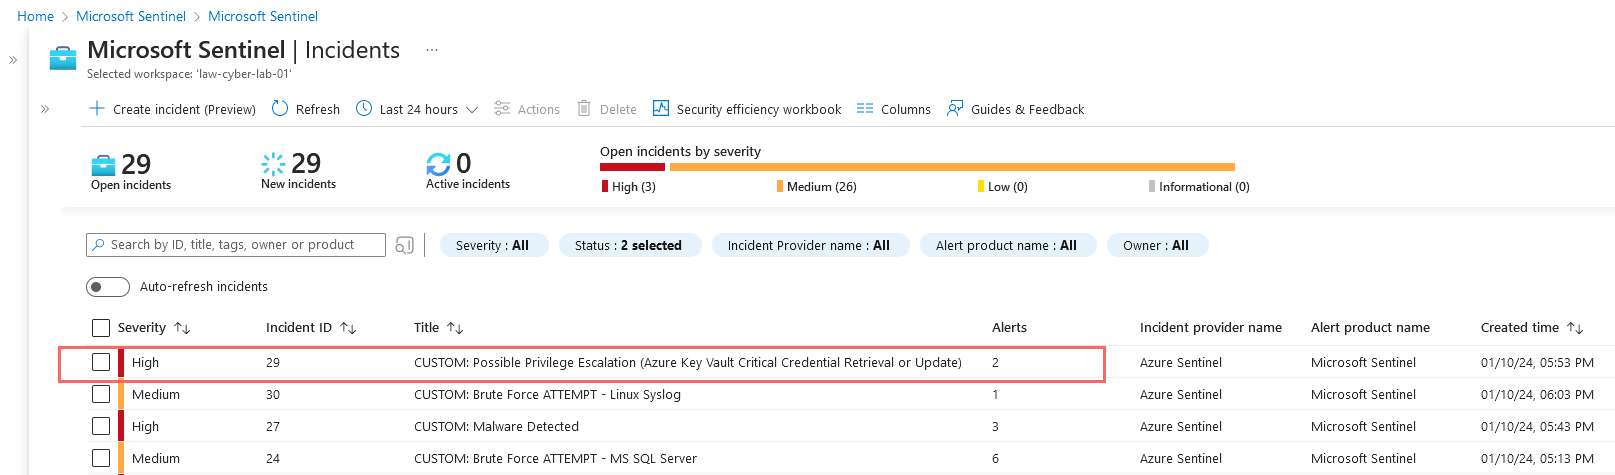 Home > Microsoft Sentinel > Microsoft Sentinel
Microsoft Sentinel | Incidents ...
Selected workspace: 'law-cyber-lab-01'
Create incident (Preview) Refresh Last 24 hours Actions Delete Security efficiency workbook Columns Guides & Feedback
29 29 0 Open incidents by severity
Open incidents New incidents Active incidents High (3) Medium (26) Low (0) Informational (0)
Search by ID, title, tags, owner or product Severity : All Status : 2 selected Incident Provider name : All Alert product name : All Owner : All
Auto-refresh incidents
Severity Incident ID Title Alerts Incident provider name Alert product name Created time
High 29 CUSTOM: Possible Privilege Escalation (Azure Key Vault Critical Credential Retrieval or Update) 2 Azure Sentinel Microsoft Sentinel 01/10/24, 05:53 PM
Medium 30 CUSTOM: Brute Force ATTEMPT - Linux Syslog 1 Azure Sentinel Microsoft Sentinel 01/10/24, 06:03 PM
High 27 CUSTOM: Malware Detected 3 Azure Sentinel Microsoft Sentinel 01/10/24, 05:43 PM
Medium 24 CUSTOM: Brute Force ATTEMPT - MS SQL Server 6 Azure Sentinel Microsoft Sentinel 01/10/24, 05:13 PM